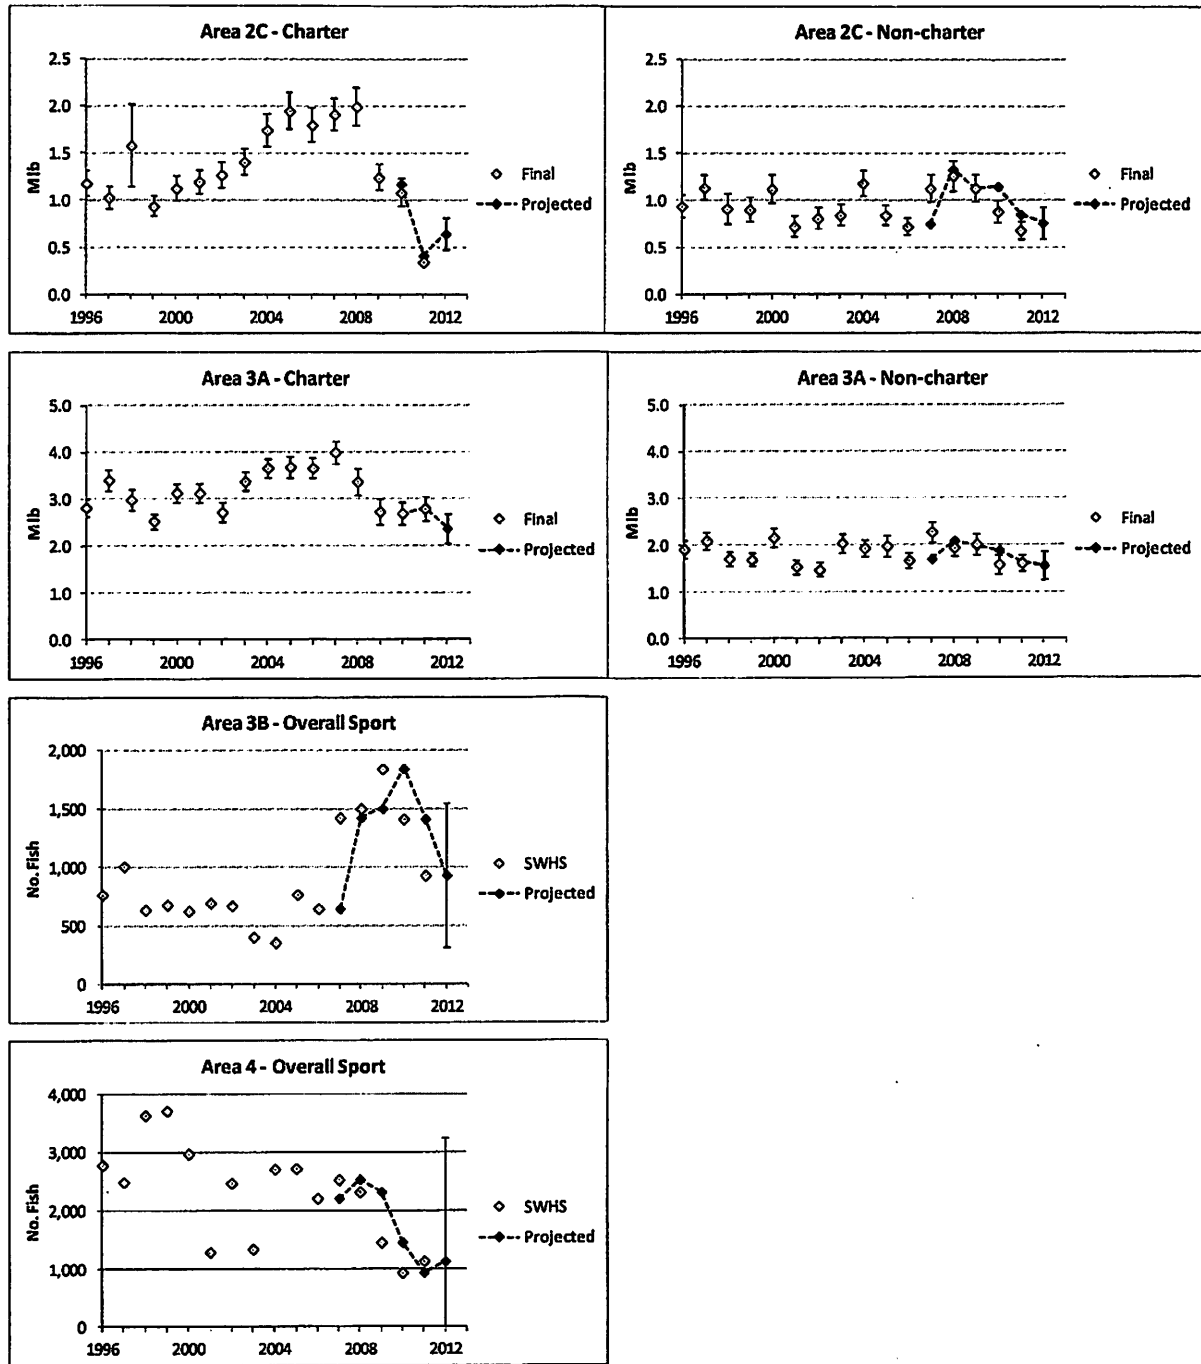 Area 2C - Charter
2.5
2.0
1.5
1.0
0.5
0.0
Mlb
1996
2000
2004
2008
2012
Final
Projected
Area 2C - Non-charter
2.5
2.0
1.5
1.0
0.5
0.0
Mlb
1996
2000
2004
2008
2012
Final
Projected
Area 3A - Charter
5.0
4.0
3.0
2.0
1.0
0.0
Mlb
1996
2000
2004
2008
2012
Final
Projected
Area 3A - Non-charter
5.0
4.0
3.0
2.0
1.0
0.0
Mlb
1996
2000
2004
2008
2012
Final
Projected
Area 3B - Overall Sport
2,000
1,500
1,000
500
0
No. Fish
1996
2000
2004
2008
2012
SWHS
Projected
Area 4 - Overall Sport
4,000
3,000
2,000
1,000
0
No. Fish
1996
2000
2004
2008
2012
SWHS
Projected